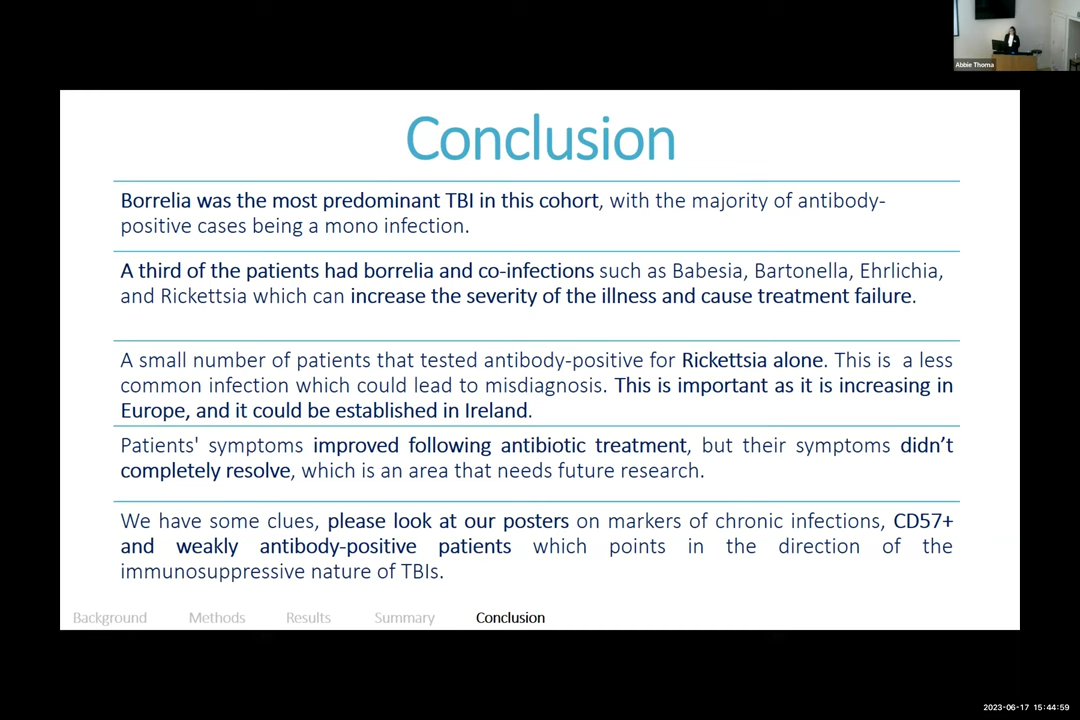 Abbie Thoma
Conclusion
Borrelia was the most predominant TBI in this cohort, with the majority of antibody-
positive cases being a mono infection.
A third of the patients had borrelia and co-infections such as Babesia, Bartonella, Ehrlichia,
and Rickettsia which can increase the severity of the illness and cause treatment failure.
A small number of patients that tested antibody-positive for Rickettsia alone. This is a less
common infection which could lead to misdiagnosis. This is important as it is increasing in
Europe, and it could be established in Ireland.
Patients' symptoms improved following antibiotic treatment, but their symptoms didn’t
completely resolve, which is an area that needs future research.
We have some clues, please look at our posters on markers of chronic infections, CD57+
and weakly antibody-positive patients which points in the direction of the
immunosuppressive nature of TBIs.
Background Methods Results Summary Conclusion
2023-06-17 15:44:59